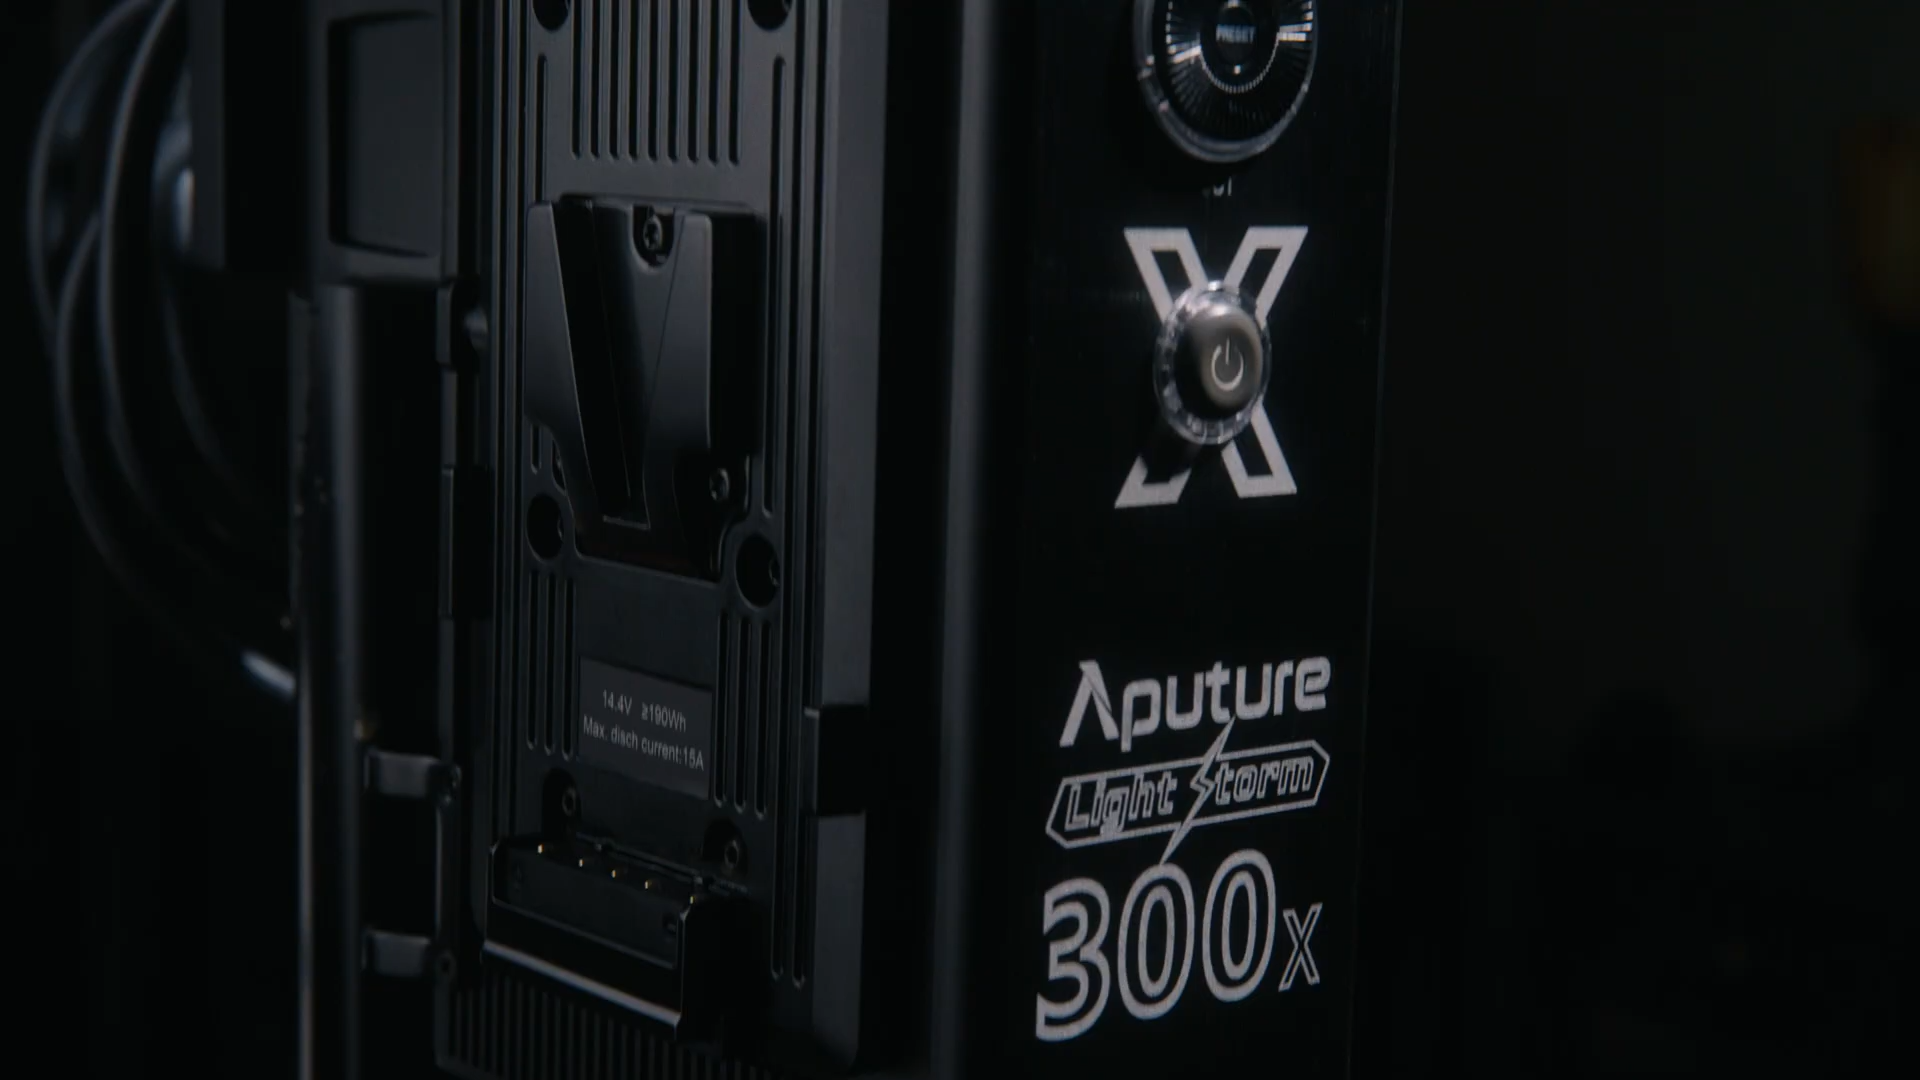 PRESET
X
14.4V ≥190Wh
Max. disch current:15A
Aputure
Light Storm
300x